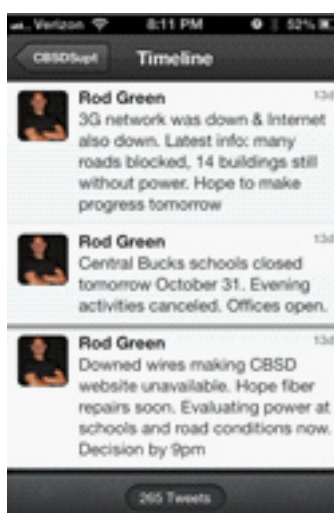 Verizon 8:11 PM 52%
CBSDSupt Timeline
Rod Green 13d
3G network was down & Internet
also down. Latest info: many
roads blocked, 14 buildings still
without power. Hope to make
progress tomorrow
Rod Green 13d
Central Bucks schools closed
tomorrow October 31. Evening
activities canceled. Offices open.
Rod Green 13d
Downed wires making CBSD
website unavailable. Hope fiber
repairs soon. Evaluating power at
schools and road conditions now.
Decision by 9pm
265 Tweets